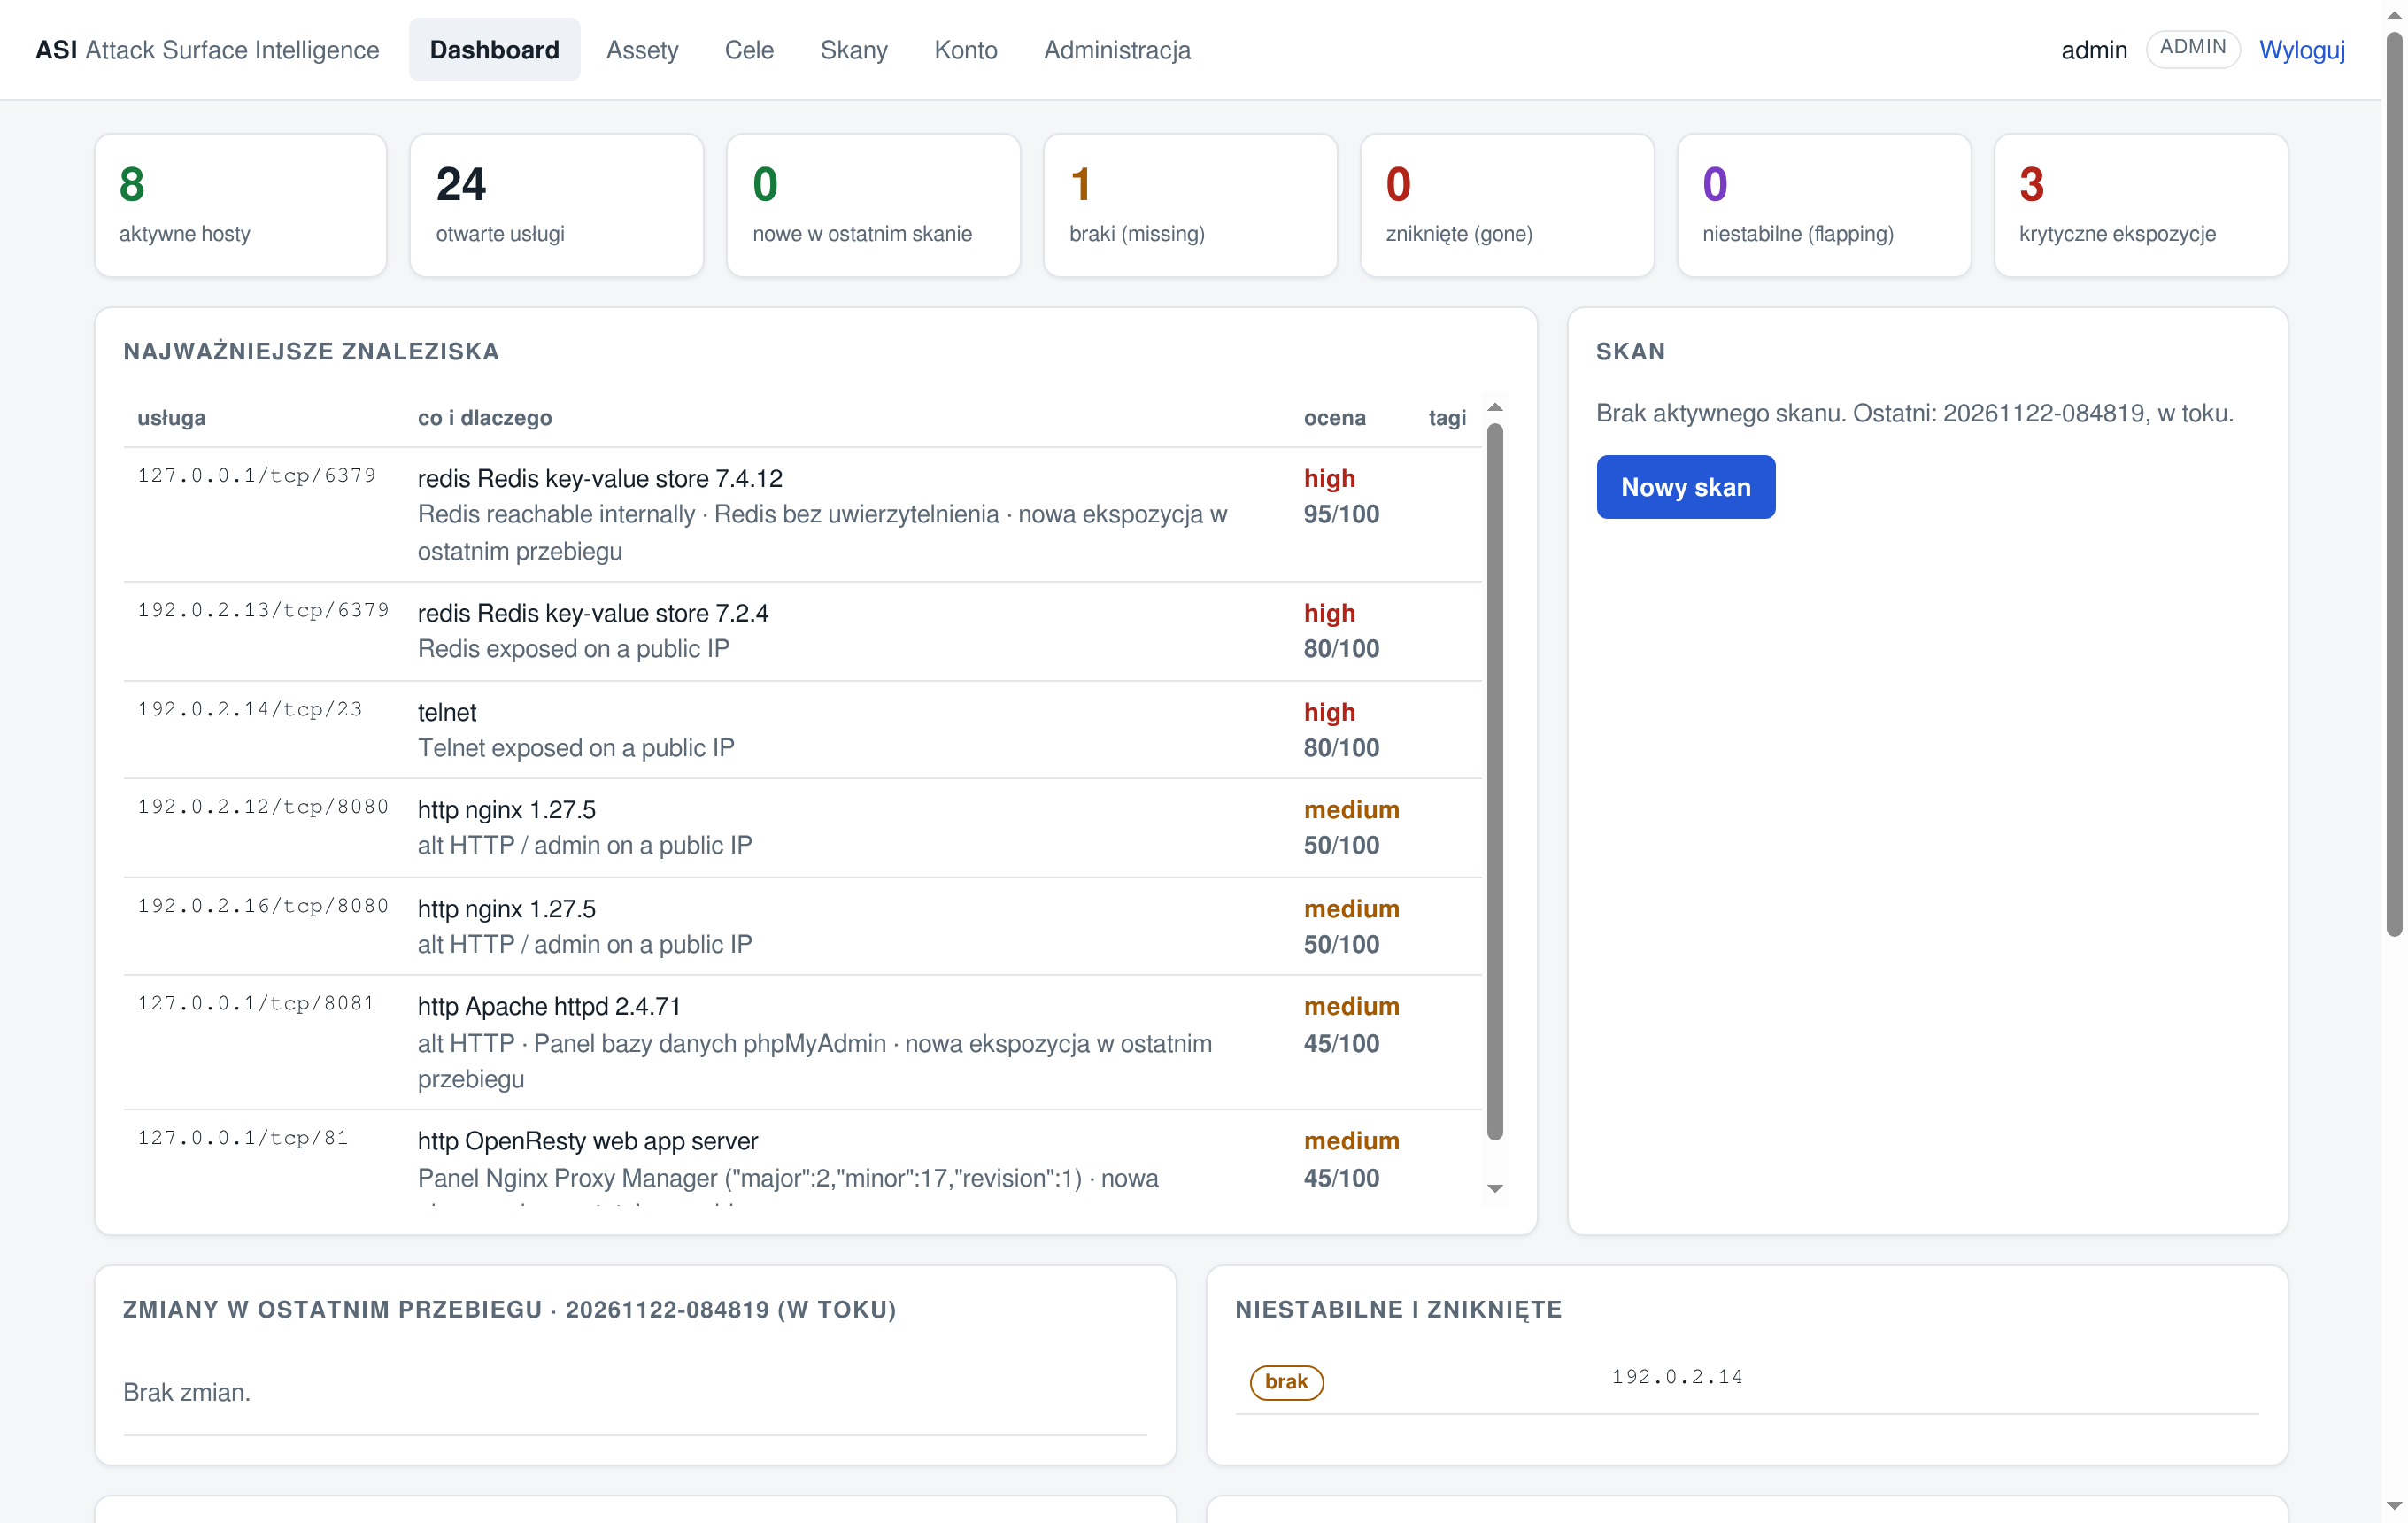 ASI Attack Surface Intelligence Dashboard Assety Cele Skany Konto Administracja admin ADMIN Wyloguj
8
aktywne hosty
24
otwarte usługi
0
nowe w ostatnim skanie
1
braki (missing)
0
zniknięte (gone)
0
niestabilne (flapping)
3
krytyczne ekspozycje
NAJWAŻNIEJSZE ZNALEZISKA
usługa co i dlaczego ocena tagi
127.0.0.1/tcp/6379 redis Redis key-value store 7.4.12 high
Redis reachable internally · Redis bez uwierzytelnienia · nowa ekspozycja w 95/100
ostatnim przebiegu
192.0.2.13/tcp/6379 redis Redis key-value store 7.2.4 high
Redis exposed on a public IP 80/100
192.0.2.14/tcp/23 telnet high
Telnet exposed on a public IP 80/100
192.0.2.12/tcp/8080 http nginx 1.27.5 medium
alt HTTP / admin on a public IP 50/100
192.0.2.16/tcp/8080 http nginx 1.27.5 medium
alt HTTP / admin on a public IP 50/100
127.0.0.1/tcp/8081 http Apache httpd 2.4.71 medium
alt HTTP · Panel bazy danych phpMyAdmin · nowa ekspozycja w ostatnim 45/100
przebiegu
127.0.0.1/tcp/81 http OpenResty web app server medium
Panel Nginx Proxy Manager ("major":2,"minor":17,"revision":1) · nowa 45/100
SKAN
Brak aktywnego skanu. Ostatni: 20261122-084819, w toku.
Nowy skan
ZMIANY W OSTATNIM PRZEBIEGU · 20261122-084819 (W TOKU)
Brak zmian.
NIESTABILNE I ZNIKNIĘTE
brak 192.0.2.14